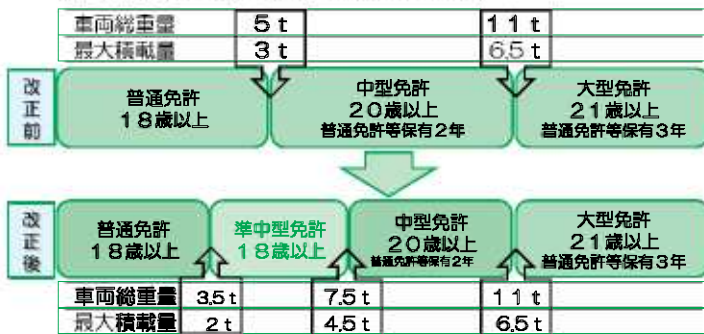 車両総重量 5t 11t
最大積載量 3t 6.5t
改正前
普通免許
18歳以上
中型免許
20歳以上
普通免許等保有2年
大型免許
21歳以上
普通免許等保有3年
改正後
普通免許
18歳以上
準中型免許
18歳以上
中型免許
20歳以上
普通免許等保有2年
大型免許
21歳以上
普通免許等保有3年
車両総重量 3.5t 7.5t 11t
最大積載量 2t 4.5t 6.5t